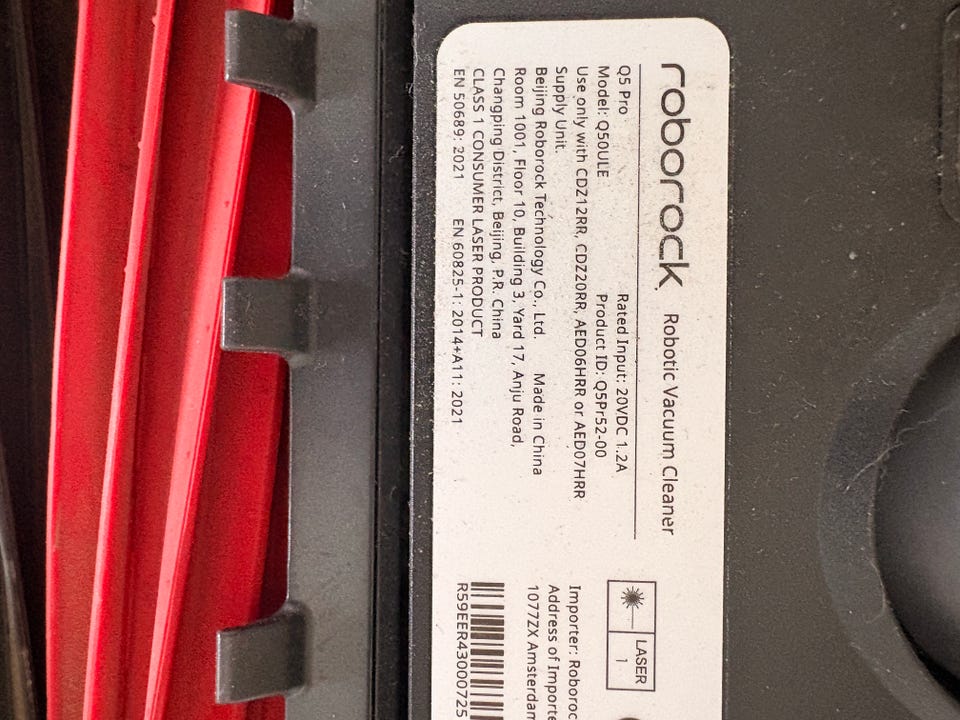 roborock Robotic Vacuum Cleaner
Q5 Pro Rated Input: 20VDC 1.2A
Model: Q50ULE Product ID: Q5Pr52-00
Use only with CDZ12RR, CDZ20RR, AED06HRR or AED07HRR
Supply Unit.
Beijing Roborock Technology Co., Ltd. Made in China
Room 1001, Floor 10, Building 3, Yard 17, Anju Road,
Changping District, Beijing, P.R. China
CLASS 1 CONSUMER LASER PRODUCT
EN 50689: 2021 EN 60825-1: 2014+A11: 2021
LASER
1
Importer: Roboroc
Address of Importe
1077ZX Amsterdam
R59EER43000725